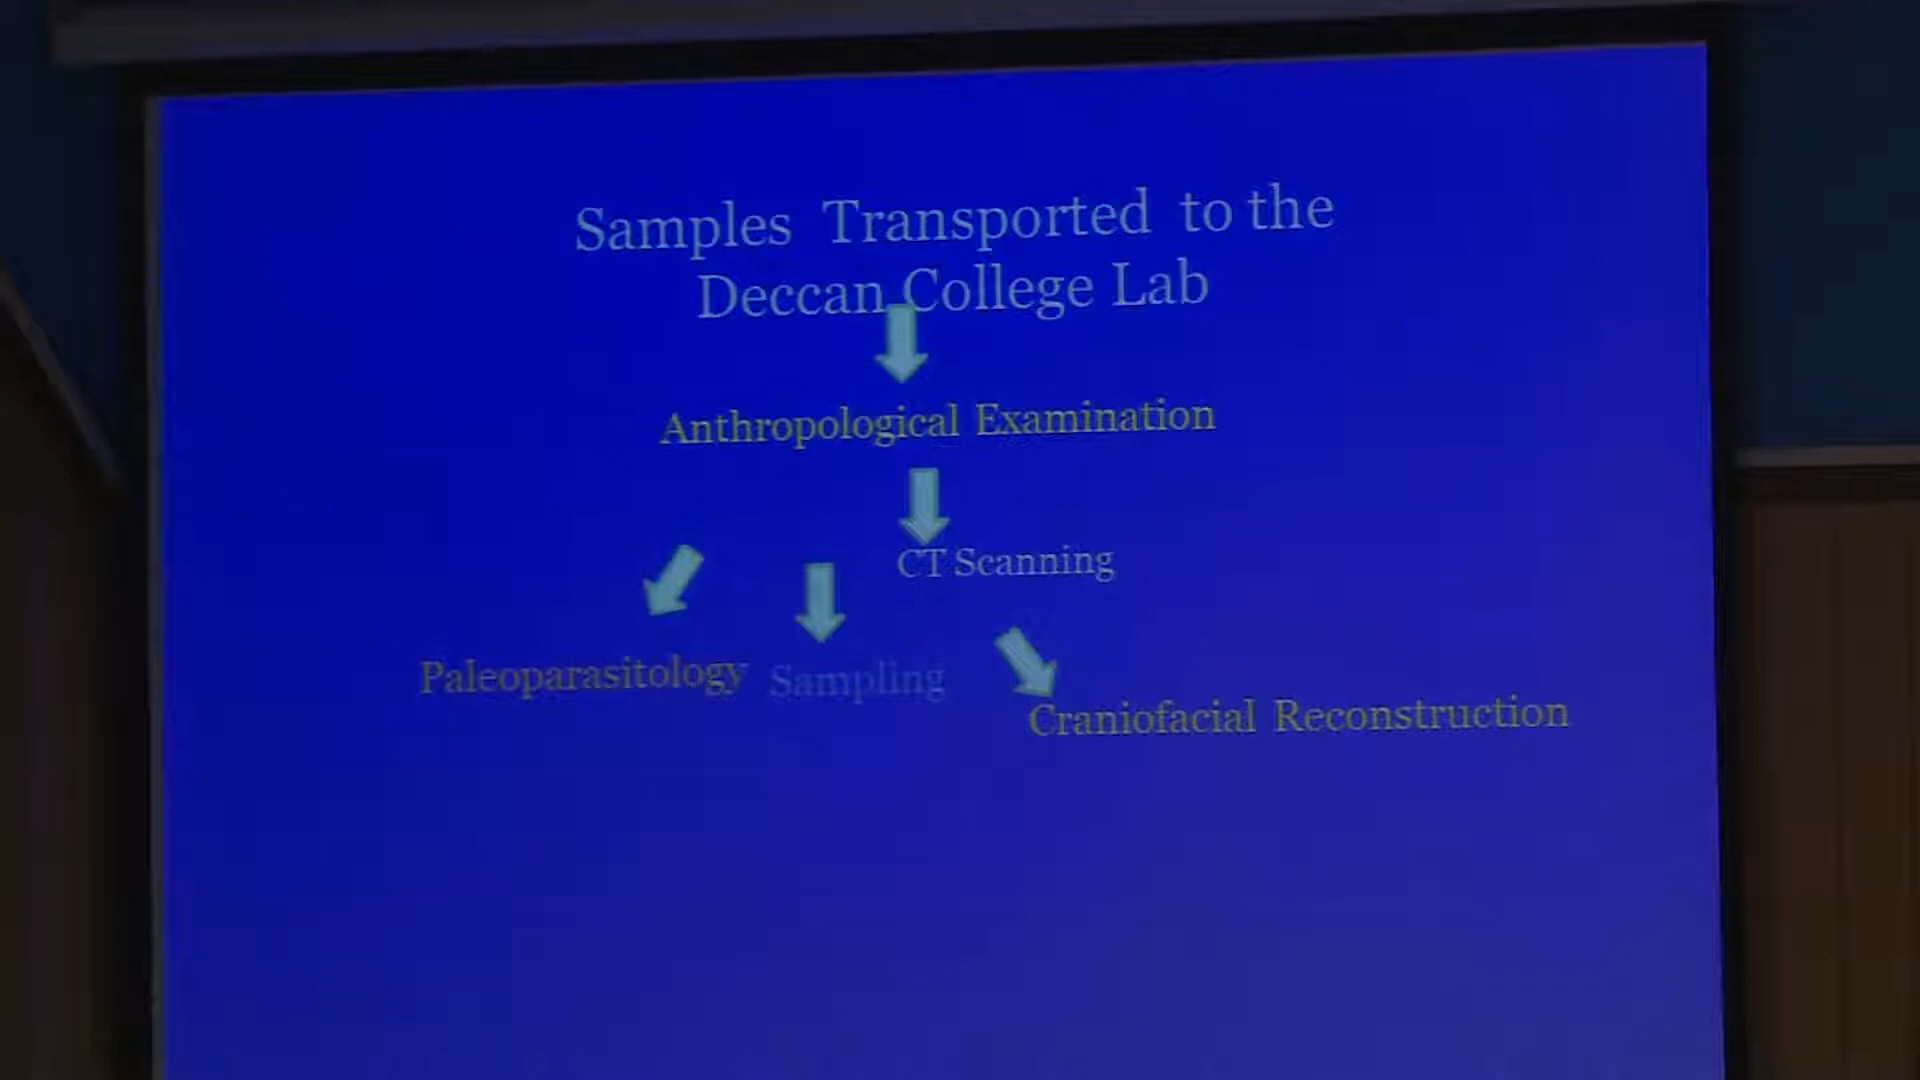 Samples Transported to the
Deccan College Lab
Anthropological Examination
CT Scanning
Paleoparasitology
Sampling
Craniofacial Reconstruction